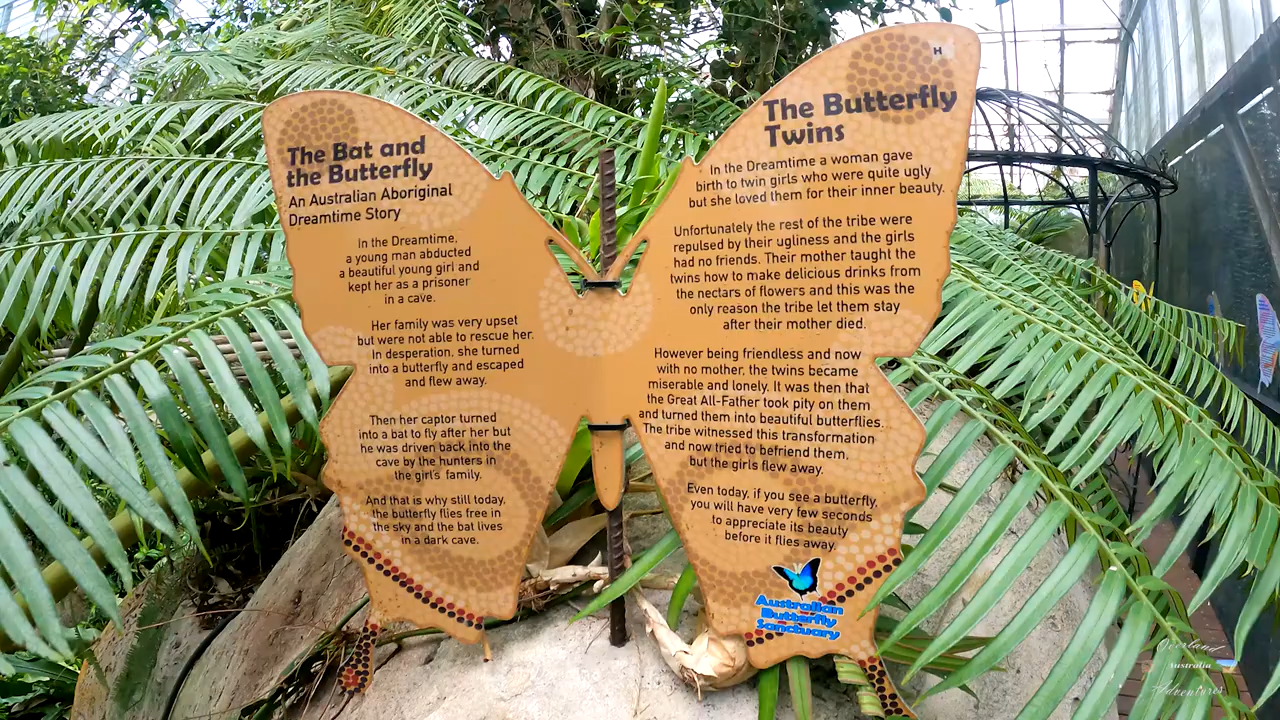 The Bat and
the Butterfly
An Australian Aboriginal
Dreamtime Story
In the Dreamtime,
a young man abducted
a beautiful young girl and
kept her as a prisoner
in a cave.
Her family was very upset
but were not able to rescue her.
In desperation, she turned
into a butterfly and escaped
and flew away.
Then her captor turned
into a bat to fly after her but
he was driven back into the
cave by the hunters in
the girl's family.
And that is why still today,
the butterfly flies free in
the sky and the bat lives
in a dark cave.
H
The Butterfly
Twins
In the Dreamtime a woman gave
birth to twin girls who were quite ugly
but she loved them for their inner beauty.
Unfortunately the rest of the tribe were
repulsed by their ugliness and the girls
had no friends. Their mother taught the
twins how to make delicious drinks from
the nectars of flowers and this was the
only reason the tribe let them stay
after their mother died.
However being friendless and now
with no mother, the twins became
miserable and lonely. It was then that
the Great All-Father took pity on them
and turned them into beautiful butterflies.
The tribe witnessed this transformation
and now tried to befriend them,
but the girls flew away.
Even today, if you see a butterfly,
you will have very few seconds
to appreciate its beauty
before it flies away.
Australian
Butterfly
Sanctuary
Overland
Australia
Adventures